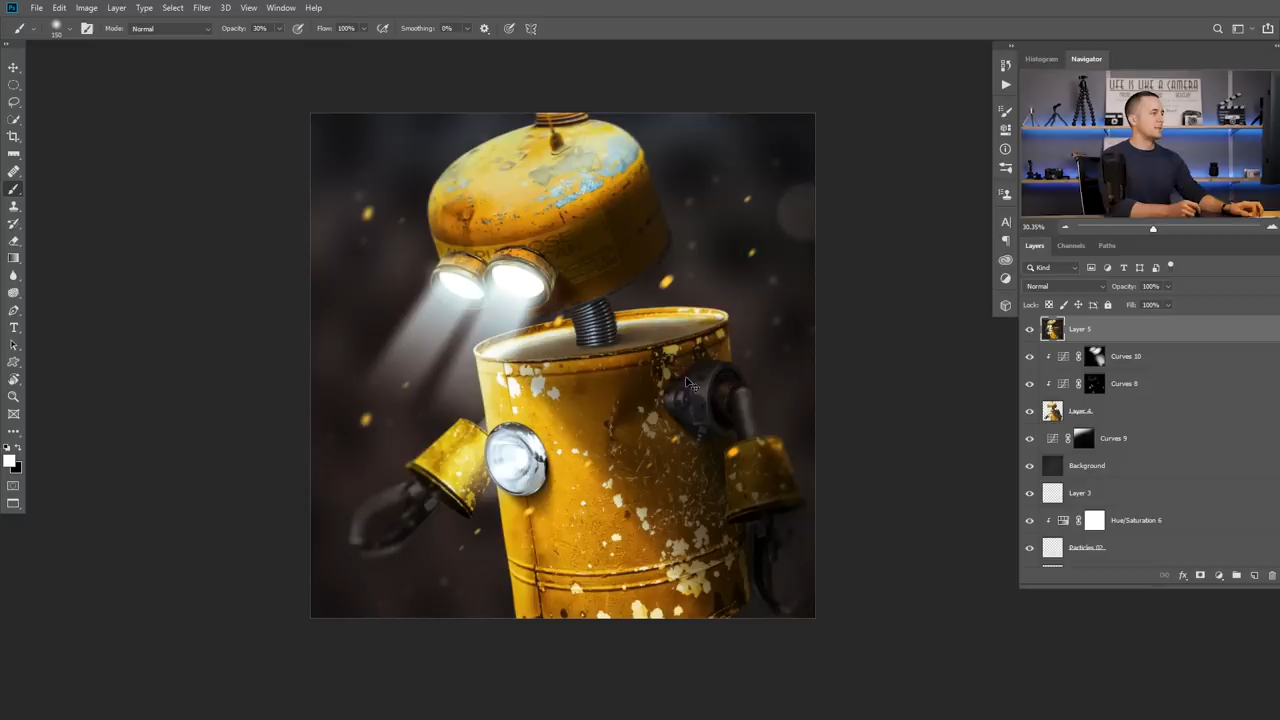 Ps File Edit Image Layer Type Select Filter 3D View Window Help
150 Mode: Normal Opacity: 30% Flow: 100% Smoothing: 0%
Histogram Navigator
LIFE IS LIKE A CAMERA
30.35%
Layers Channels Paths
Kind
Normal Opacity: 100%
Lock: Fill: 100%
Layer 5
Curves 10
Curves 8
Layer 4
Curves 9
Background
Layer 3
Hue/Saturation 6
Particles 02